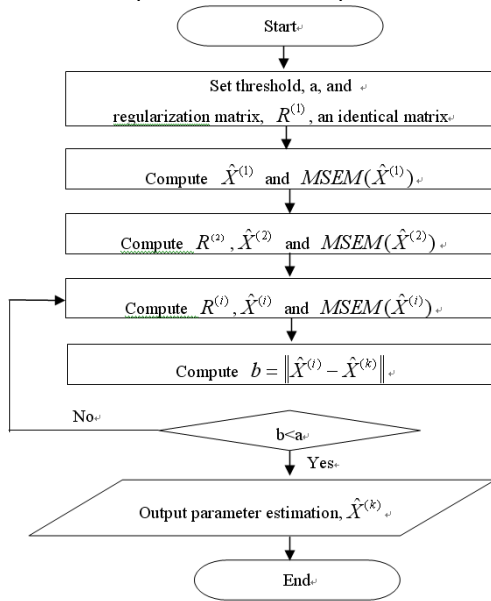 Start
Set threshold, a, and
regularization matrix, R^(1), an identical matrix
Compute X̂^(1) and MSEM(X̂^(1))
Compute R^(2), X̂^(2) and MSEM(X̂^(2))
Compute R^(i), X̂^(i) and MSEM(X̂^(i))
Compute b = ‖X̂^(i) − X̂^(k)‖
No
b<a
Yes
Output parameter estimation, X̂^(k)
End